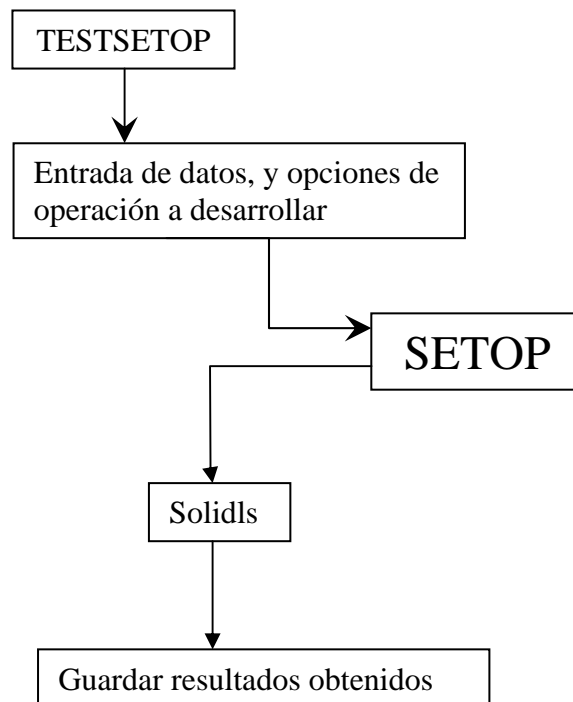 TESTSETOP
Entrada de datos, y opciones de
operación a desarrollar
SETOP
Solidls
Guardar resultados obtenidos